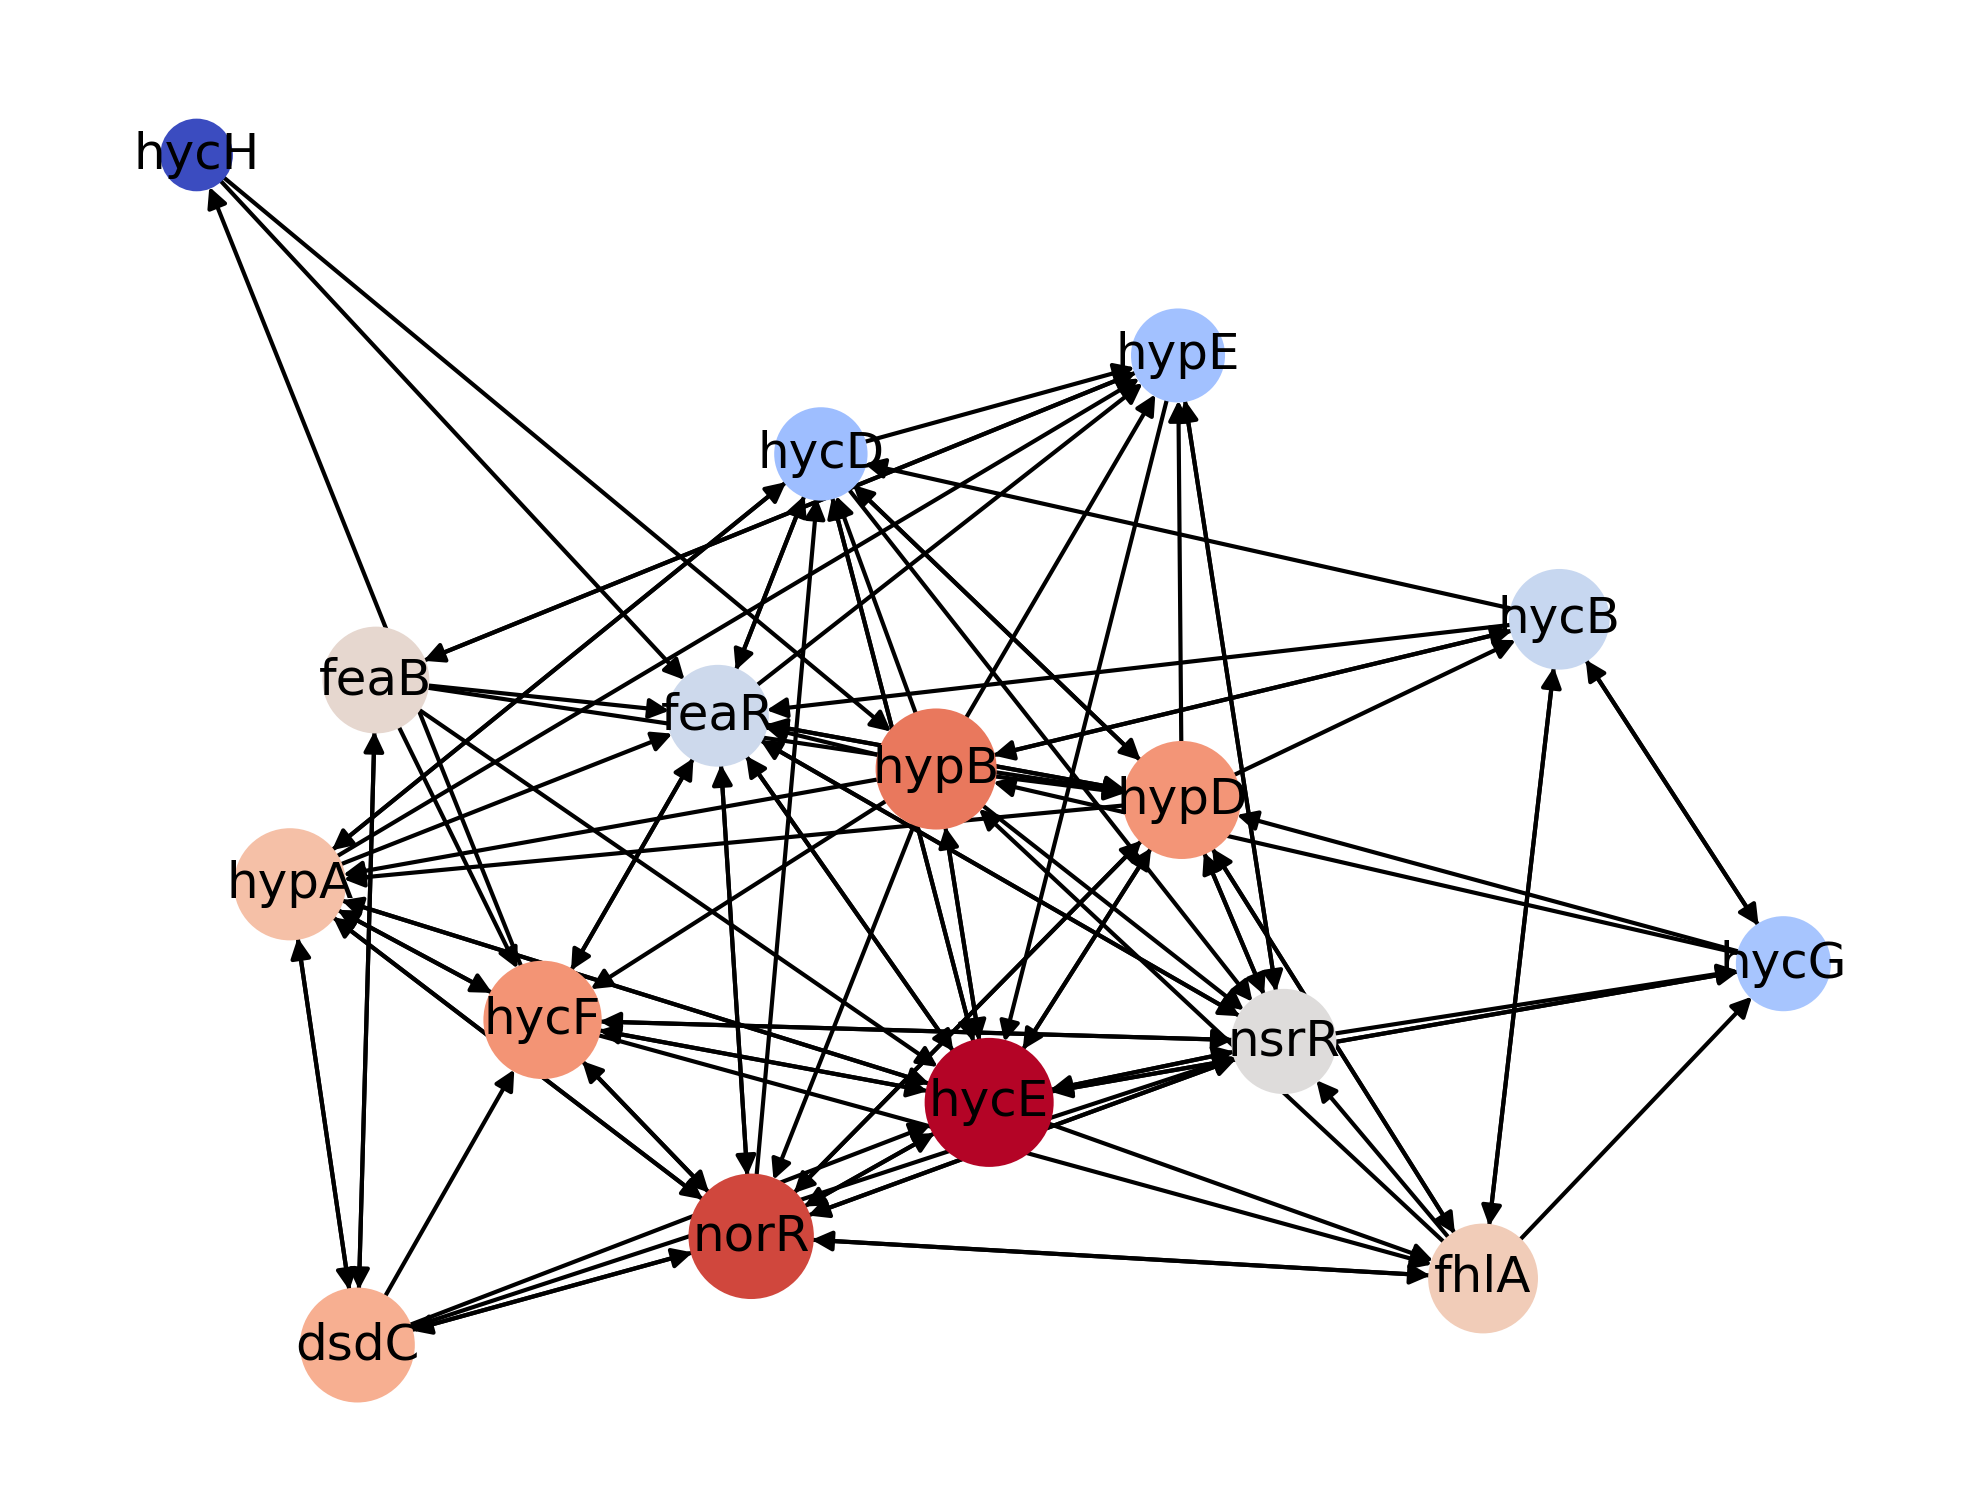 hycH
hypE
hycD
hycB
feaB
feaR
hypB
hypD
hypA
hycG
hycF
nsrR
hycE
norR
fhlA
dsdC